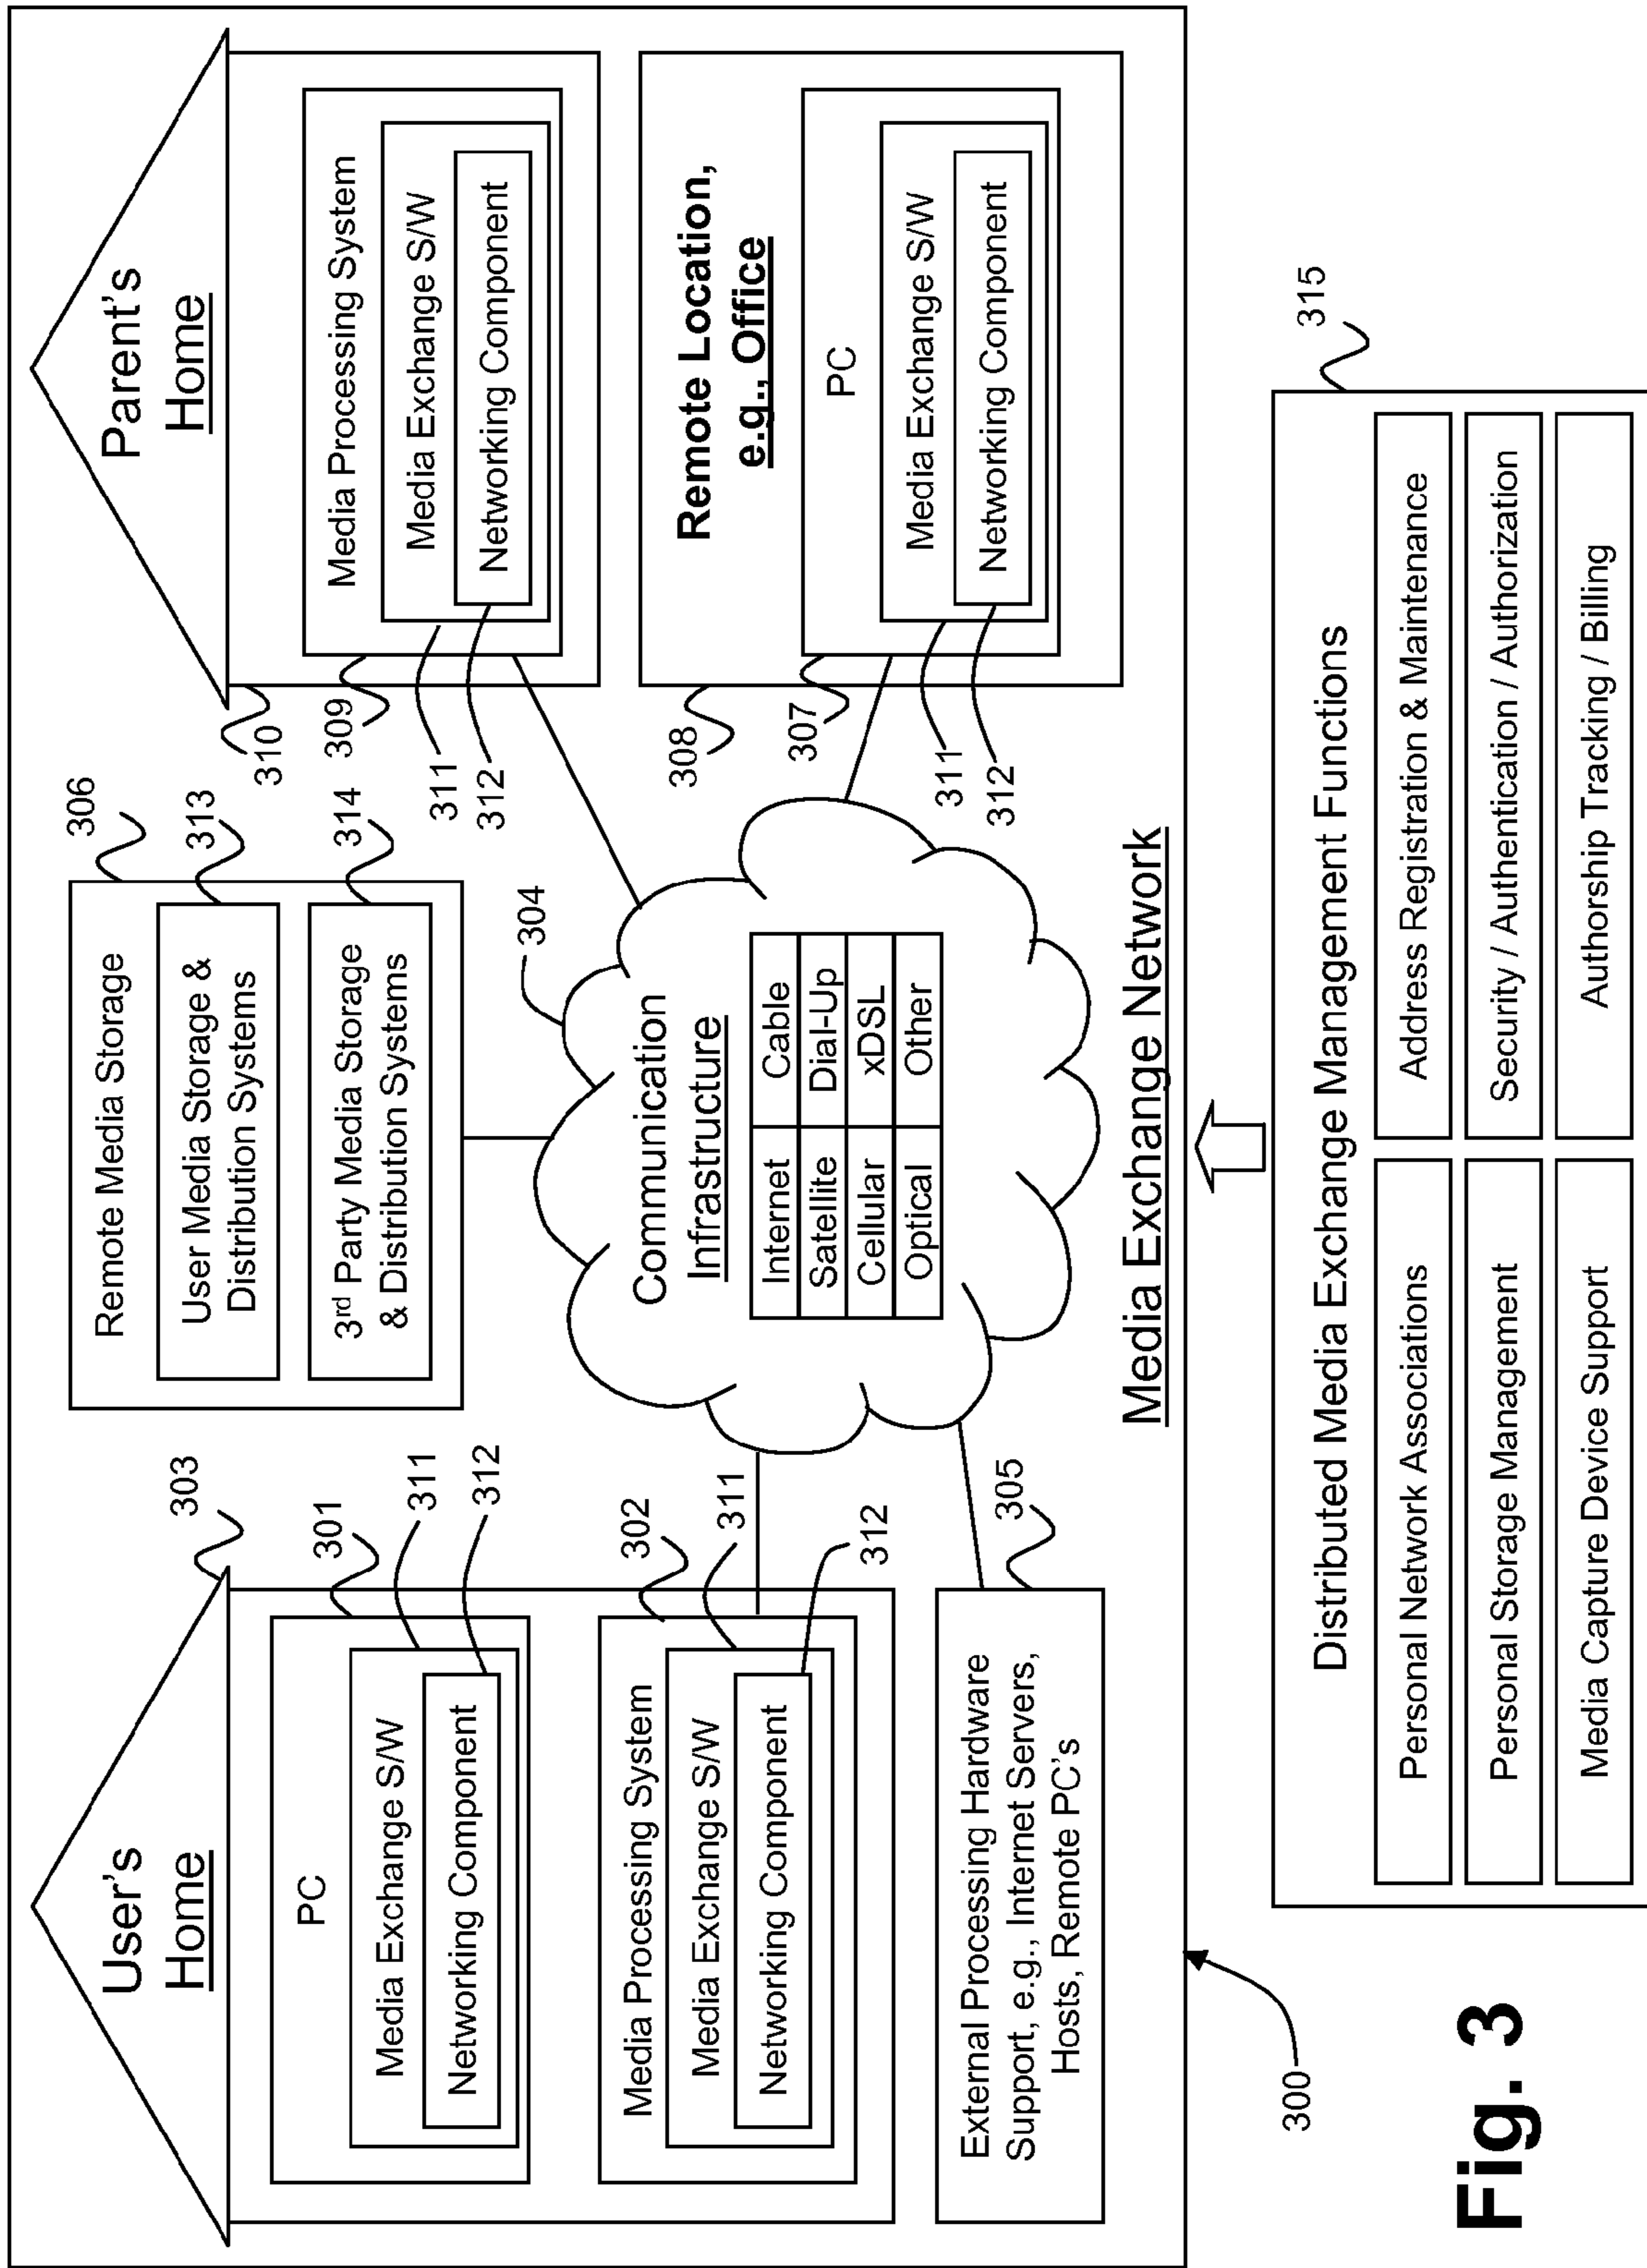 User's
Home
303
PC
301
Media Exchange S/W
311
Networking Component
312
Media Processing System
302
Media Exchange S/W
311
Networking Component
312
External Processing Hardware
Support, e.g., Internet Servers,
Hosts, Remote PC's
305
Remote Media Storage
306
User Media Storage &
Distribution Systems
313
3rd Party Media Storage
& Distribution Systems
314
304
Communication
Infrastructure
Internet
Cable
Satellite
Dial-Up
Cellular
xDSL
Optical
Other
Parent's
Home
310
Media Processing System
309
Media Exchange S/W
311
Networking Component
312
Remote Location,
e.g., Office
308
PC
307
Media Exchange S/W
311
Networking Component
312
Media Exchange Network
300
Distributed Media Exchange Management Functions
315
Personal Network Associations
Address Registration & Maintenance
Personal Storage Management
Security / Authentication / Authorization
Media Capture Device Support
Authorship Tracking / Billing
Fig. 3